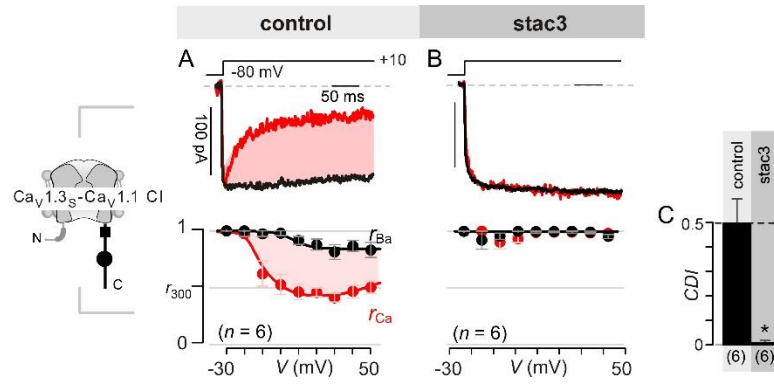 control
stac3
A
-80 mV
+10
50 ms
100 pA
B
CaV1.3S-CaV1.1 CI
N
C
1
r300
0
rBa
rCa
(n = 6)
-30
V (mV)
50
(n = 6)
-30
V (mV)
50
C
control
stac3
0.5
CDI
0
*
(6)
(6)